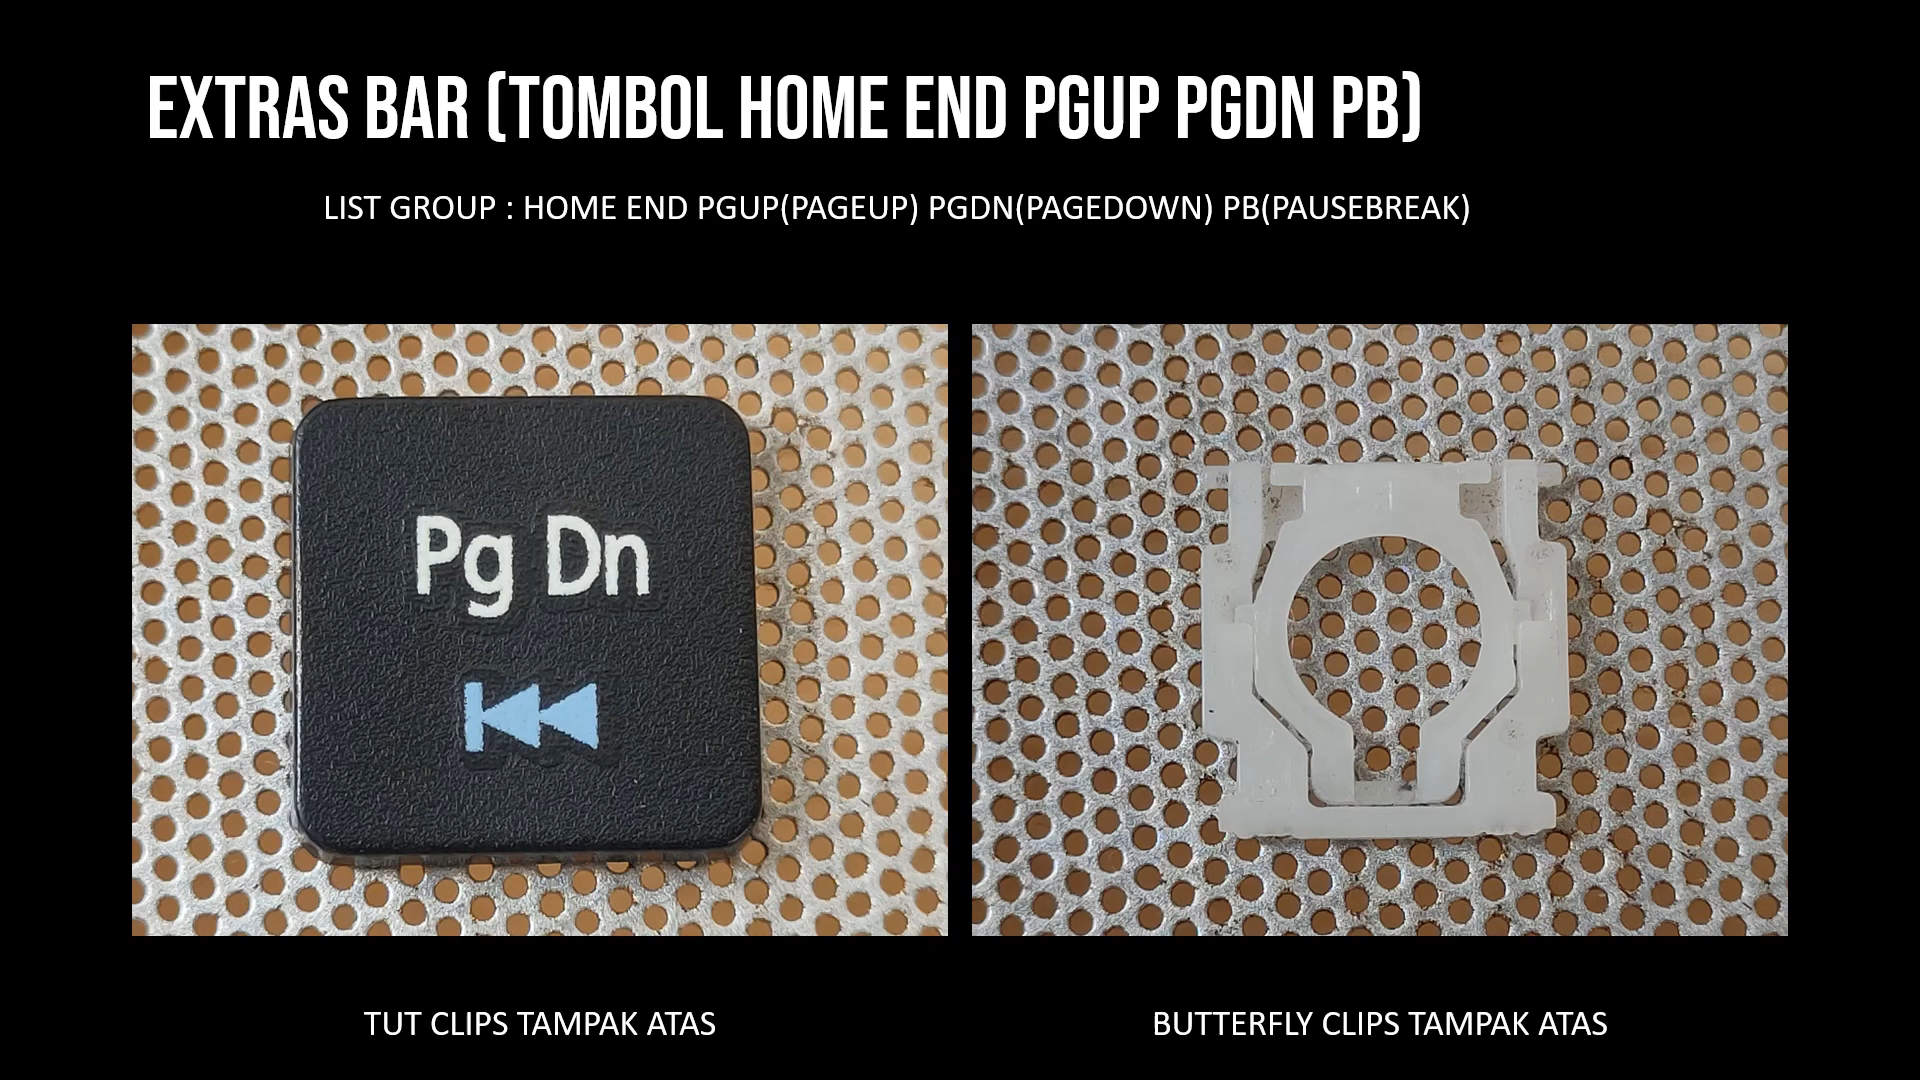 EXTRAS BAR (TOMBOL HOME END PGUP PGDN PB)
LIST GROUP : HOME END PGUP(PAGEUP) PGDN(PAGEDOWN) PB(PAUSEBREAK)
Pg Dn
TUT CLIPS TAMPAK ATAS
BUTTERFLY CLIPS TAMPAK ATAS